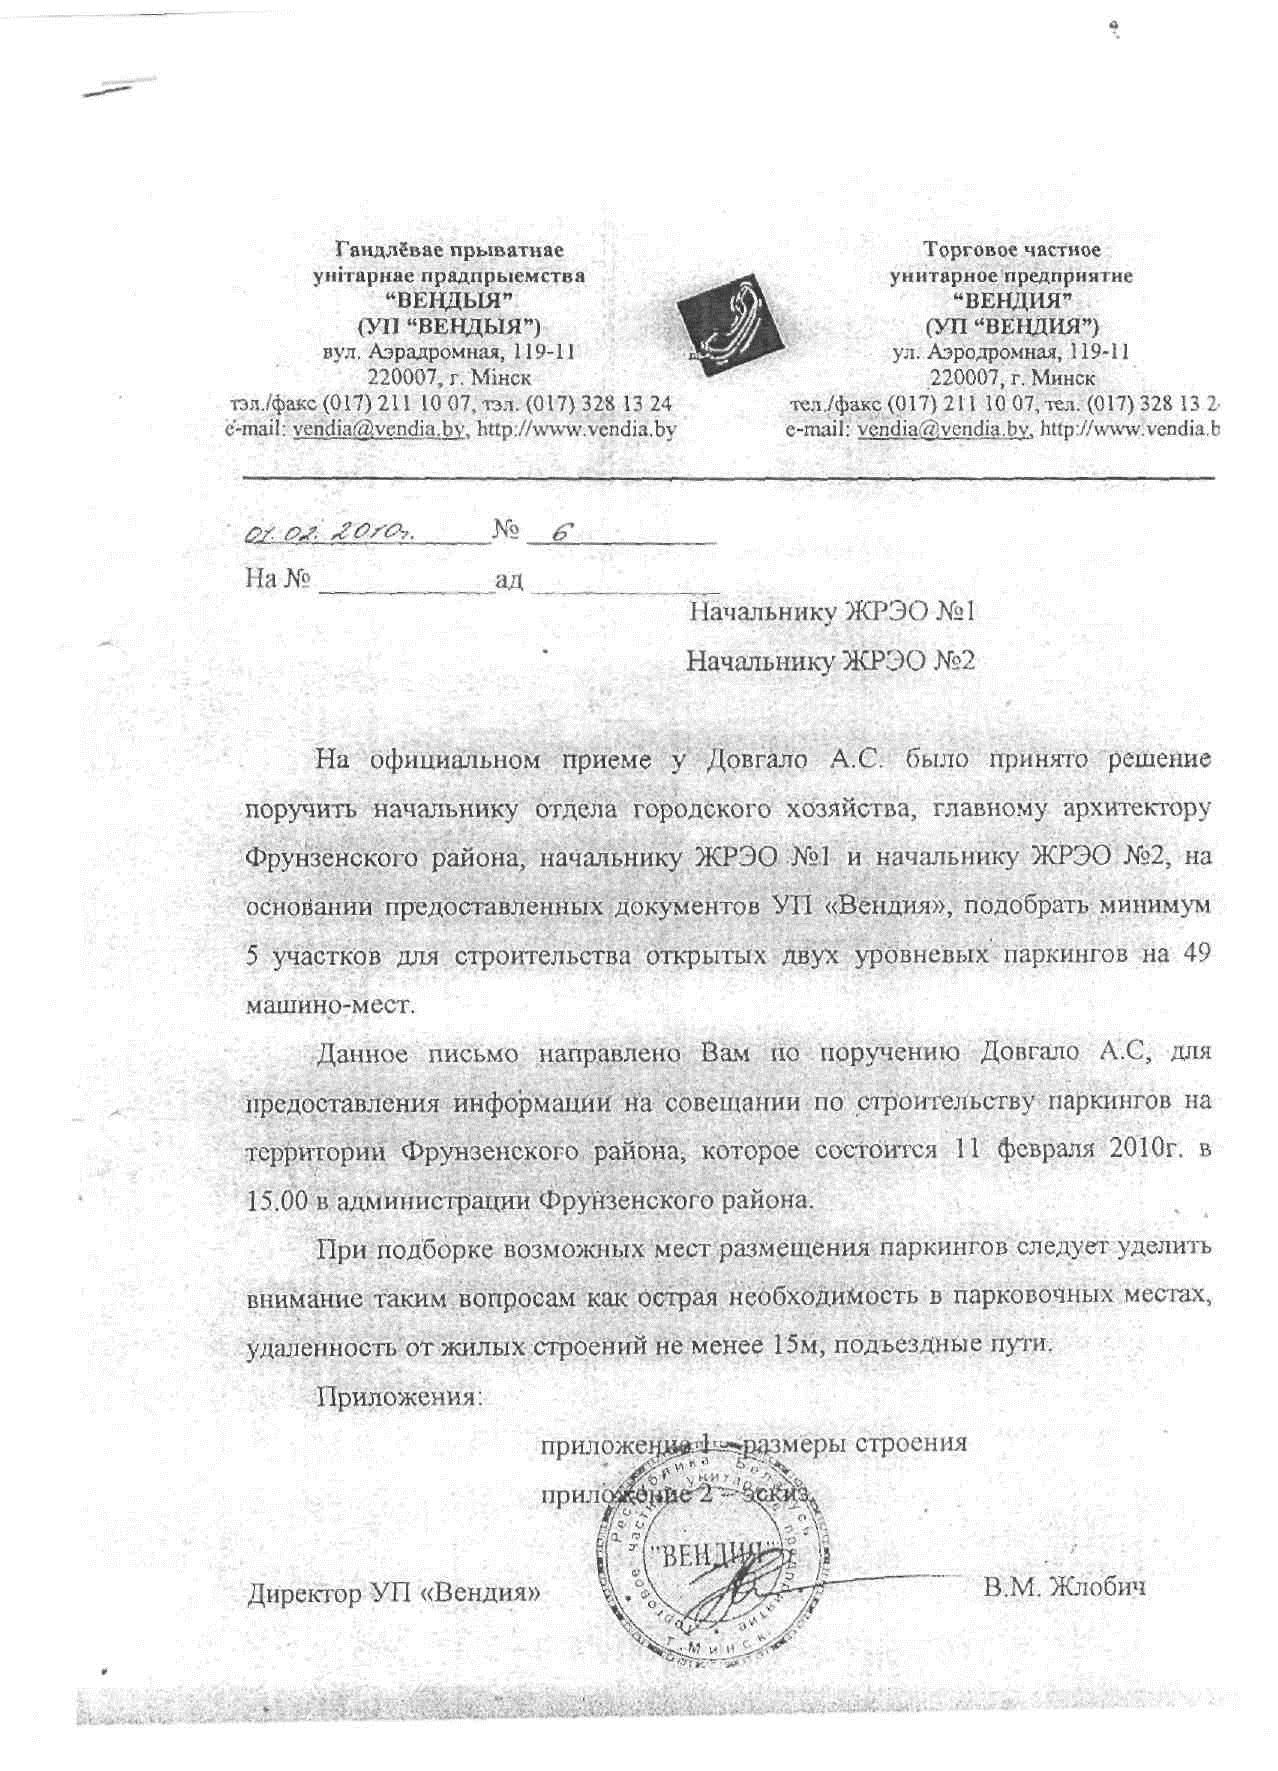 Гандлёвае прыватнае
унітарнае прадпрыемства
“ВЕНДЫЯ”
(УП “ВЕНДЫЯ”)
вул. Аэрадромная, 119-11
220007, г. Мінск
тэл./факс (017) 211 10 07, тэл. (017) 328 13 24
e-mail: vendia@vendia.by, http://www.vendia.by
Торговое частное
унитарное предприятие
“ВЕНДИЯ”
(УП “ВЕНДИЯ”)
ул. Аэродромная, 119-11
220007, г. Минск
тел./факс (017) 211 10 07, тел. (017) 328 13 2
e-mail: vendia@vendia.by, http://www.vendia.b
01.02.2010г. № 6
На № ад
Начальнику ЖРЭО №1
Начальнику ЖРЭО №2
На официальном приеме у Довгало А.С. было принято решение
поручить начальнику отдела городского хозяйства, главному архитектору
Фрунзенского района, начальнику ЖРЭО №1 и начальнику ЖРЭО №2, на
основании предоставленных документов УП «Вендия», подобрать минимум
5 участков для строительства открытых двух уровневых паркингов на 49
машино-мест.
Данное письмо направлено Вам по поручению Довгало А.С, для
предоставления информации на совещании по строительству паркингов на
территории Фрунзенского района, которое состоится 11 февраля 2010г. в
15.00 в администрации Фрунзенского района.
При подборке возможных мест размещения паркингов следует уделить
внимание таким вопросам как острая необходимость в парковочных местах,
удаленность от жилых строений не менее 15м, подъездные пути.
Приложения:
приложение 1 – размеры строения
приложение 2 – эскиз
Республика Беларусь
Торговое частное унитарное предприятие
"ВЕНДИЯ"
г. Минск
Директор УП «Вендия» В.М. Жлобич